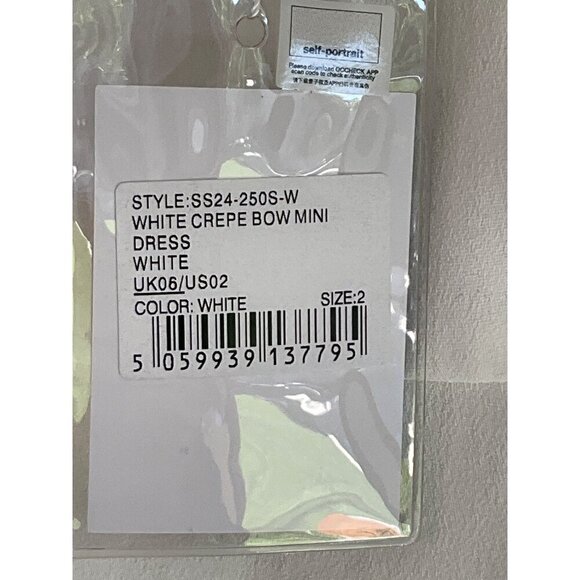 self-portrait
Please download OCCHECK APP
scan code to check authenticity
STYLE:SS24-250S-W
WHITE CREPE BOW MINI
DRESS
WHITE
UK06/US02
COLOR: WHITE SIZE:2
5 059939 137795